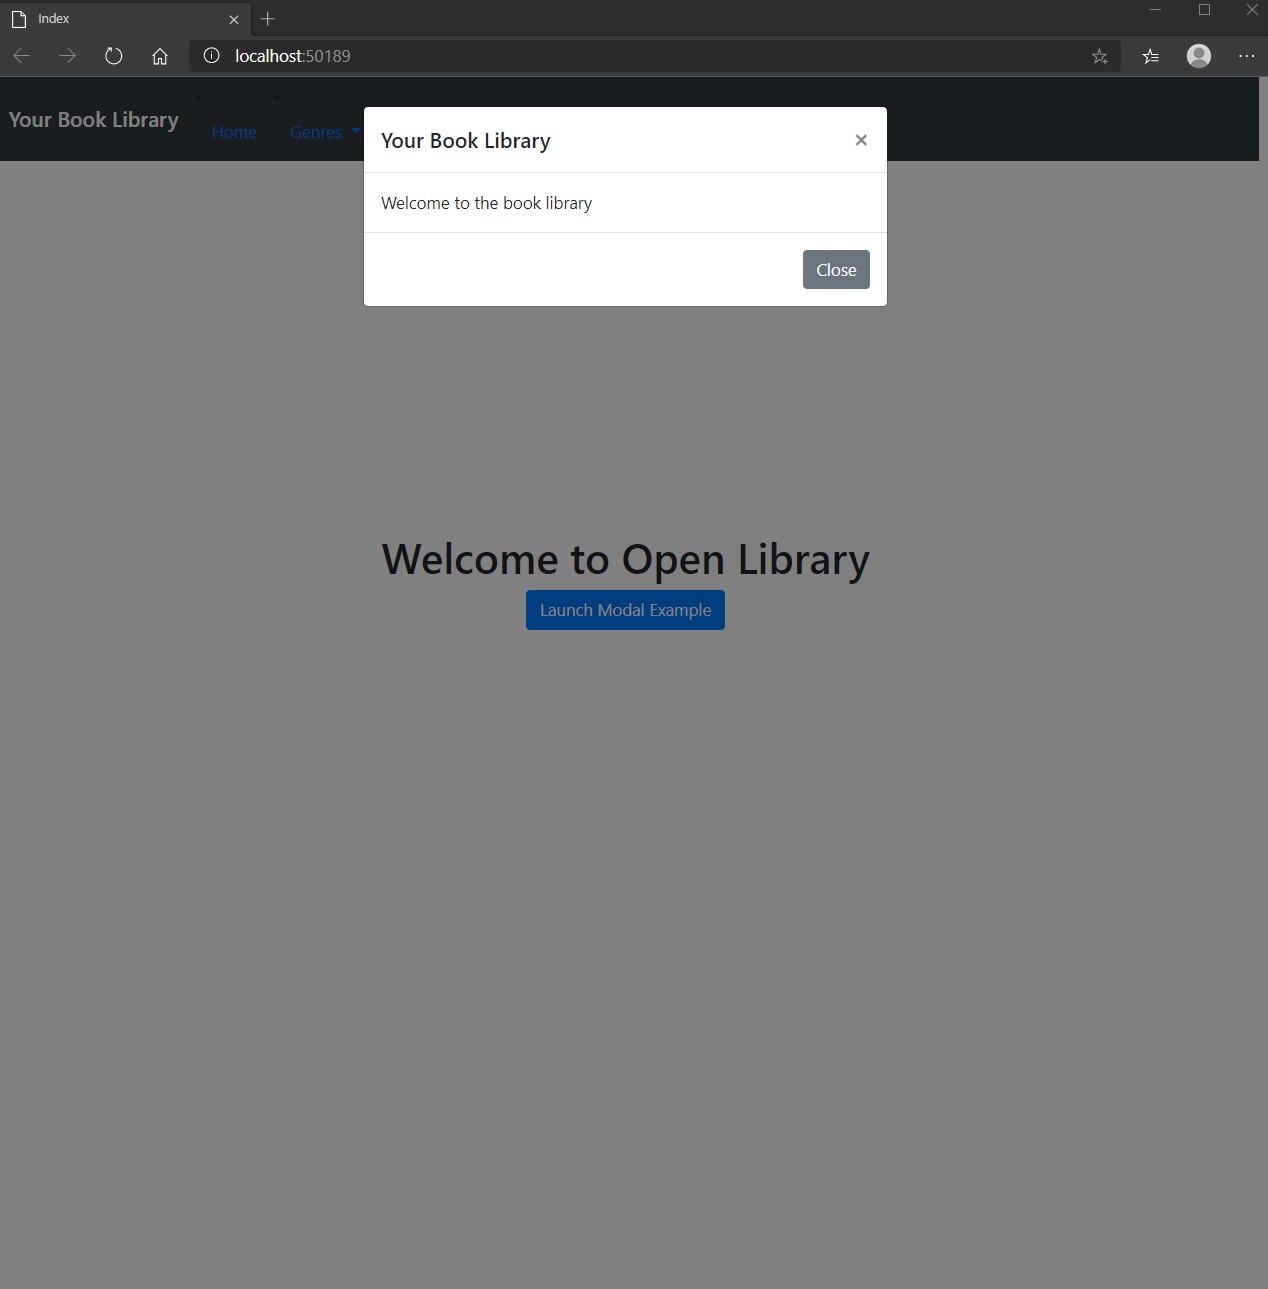 Index
localhost:50189
Your Book Library
Home
Genres
Your Book Library
Welcome to the book library
Close
Welcome to Open Library
Launch Modal Example